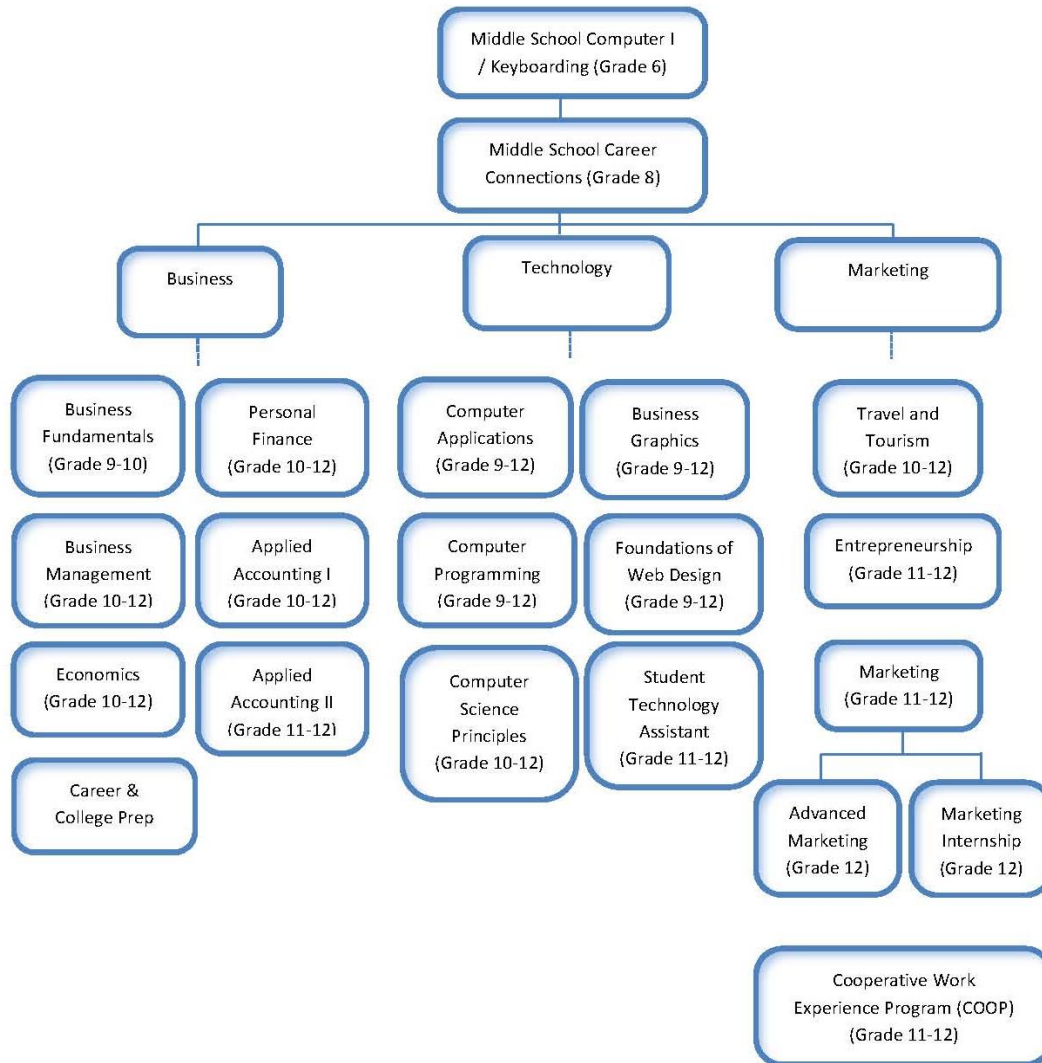 Middle School Computer I
/ Keyboarding (Grade 6)
Middle School Career
Connections (Grade 8)
Business
Technology
Marketing
Business
Fundamentals
(Grade 9-10)
Personal
Finance
(Grade 10-12)
Computer
Applications
(Grade 9-12)
Business
Graphics
(Grade 9-12)
Travel and
Tourism
(Grade 10-12)
Business
Management
(Grade 10-12)
Applied
Accounting I
(Grade 10-12)
Computer
Programming
(Grade 9-12)
Foundations of
Web Design
(Grade 9-12)
Entrepreneurship
(Grade 11-12)
Economics
(Grade 10-12)
Applied
Accounting II
(Grade 11-12)
Computer
Science
Principles
(Grade 10-12)
Student
Technology
Assistant
(Grade 11-12)
Marketing
(Grade 11-12)
Career &
College Prep
Advanced
Marketing
(Grade 12)
Marketing
Internship
(Grade 12)
Cooperative Work
Experience Program (COOP)
(Grade 11-12)